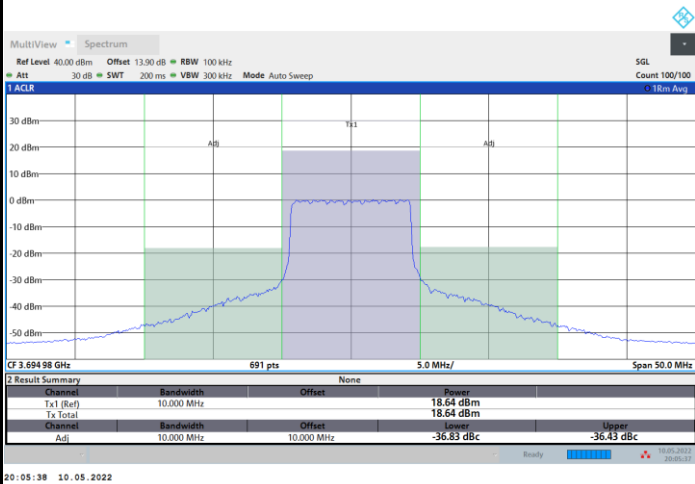 MultiView Spectrum
Ref Level 40.00 dBm Offset 13.90 dB RBW 100 kHz SGL
Att 30 dB SWT 200 ms VBW 300 kHz Mode Auto Sweep Count 100/100
1 ACLR 1Rm Avg
30 dBm
Tx1
20 dBm
Adj Adj
10 dBm
0 dBm
-10 dBm
-20 dBm
-30 dBm
-40 dBm
-50 dBm
CF 3.694 98 GHz 691 pts 5.0 MHz/ Span 50.0 MHz
2 Result Summary None
Channel Bandwidth Offset Power
Tx1 (Ref) 10.000 MHz 18.64 dBm
Tx Total 18.64 dBm
Channel Bandwidth Offset Lower Upper
Adj 10.000 MHz 10.000 MHz -36.83 dBc -36.43 dBc
Ready 10.05.2022
20:05:37
20:05:38 10.05.2022